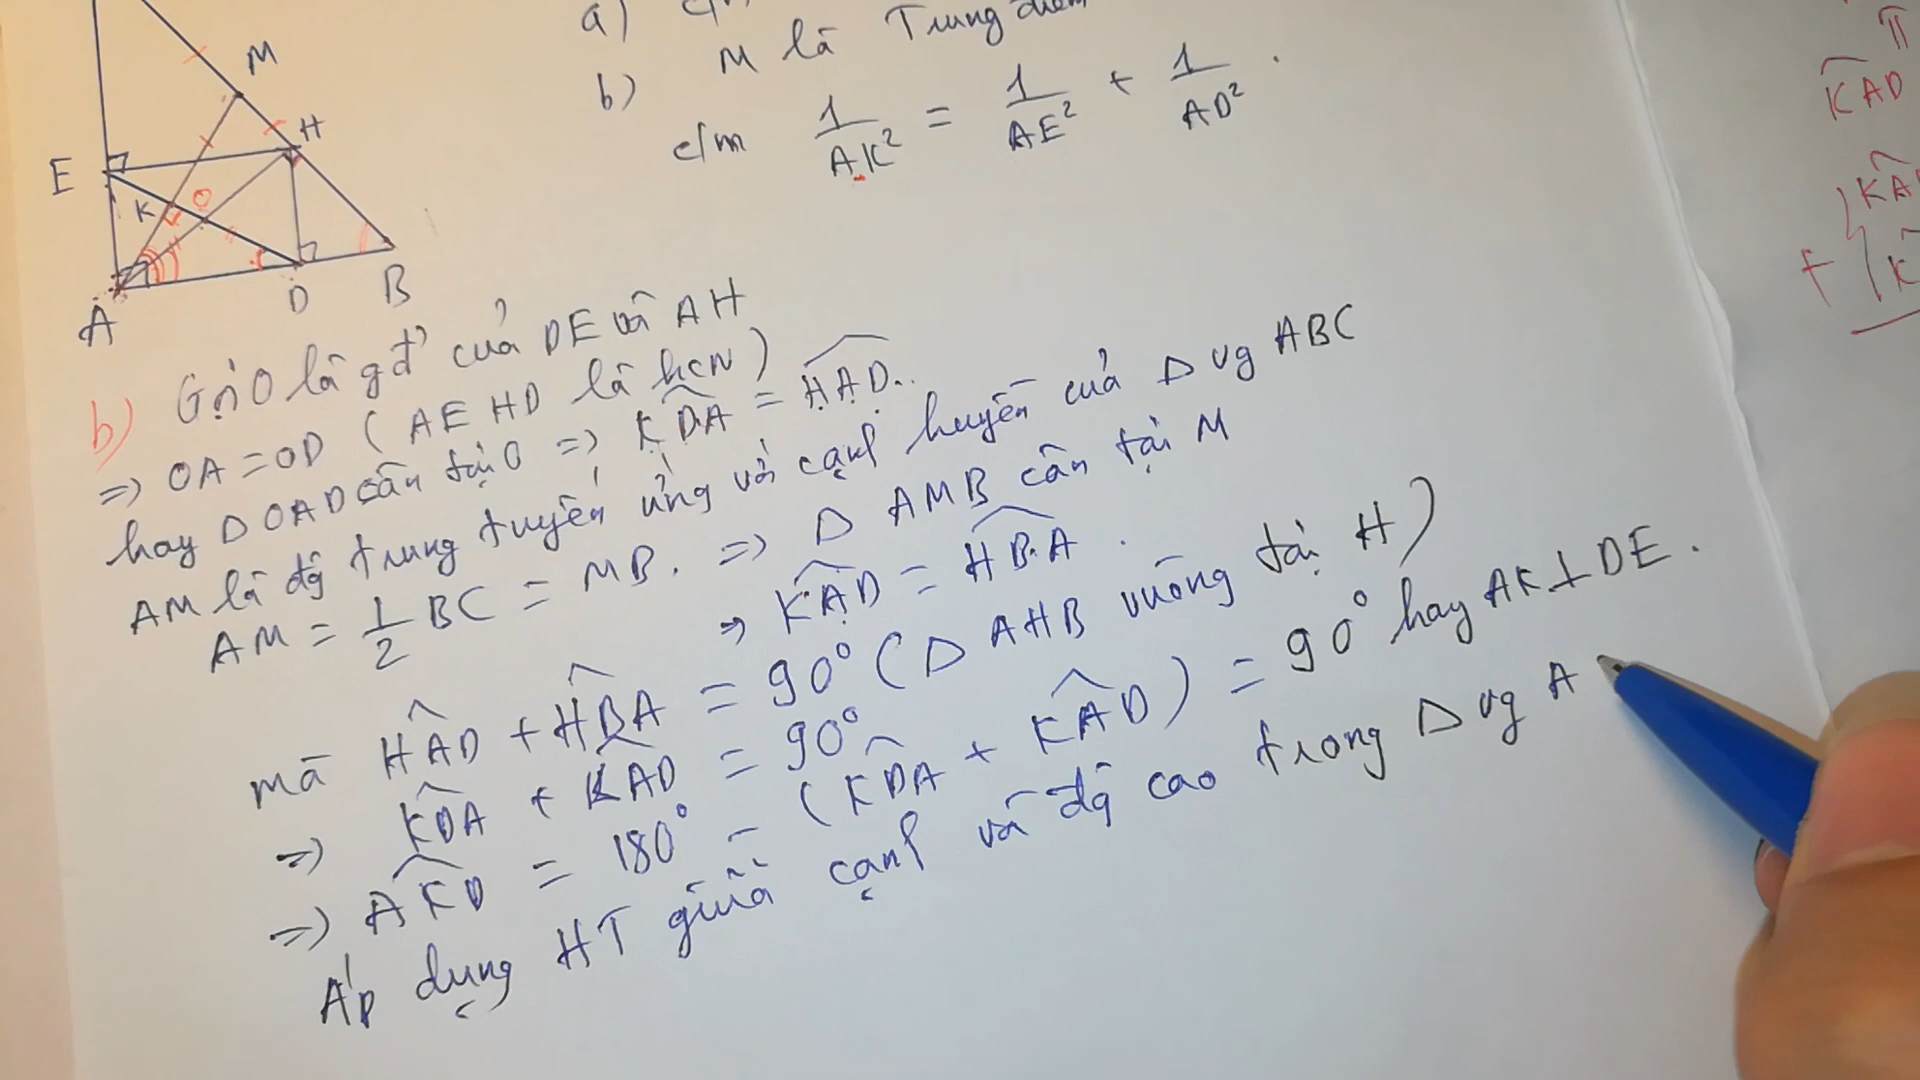 a)
M là Trung điểm
b)
c/m 1/AK² = 1/AE² + 1/AD².
M
H
E
K O
A D B
b) Gọi O là gđ' của DE và AH
=> OA = OD ( AEHD là hcN )
hay Δ OAD cân tại O => KDA = HAD..
AM là đg trung tuyến ứng với cạnh huyền của Δ vg ABC
AM = 1/2 BC = MB. => Δ AMB cân tại M
=> KAD = HBA.
mà HAD + HBA = 90° ( Δ AHB vuông tại H )
=> KDA + KAD = 90°
=> AKD = 180° - ( KDA + KAD ) = 90° hay AK ⊥ DE.
Áp dụng HT giữa cạnh và đg cao trong Δ vg A
π
KAD
+